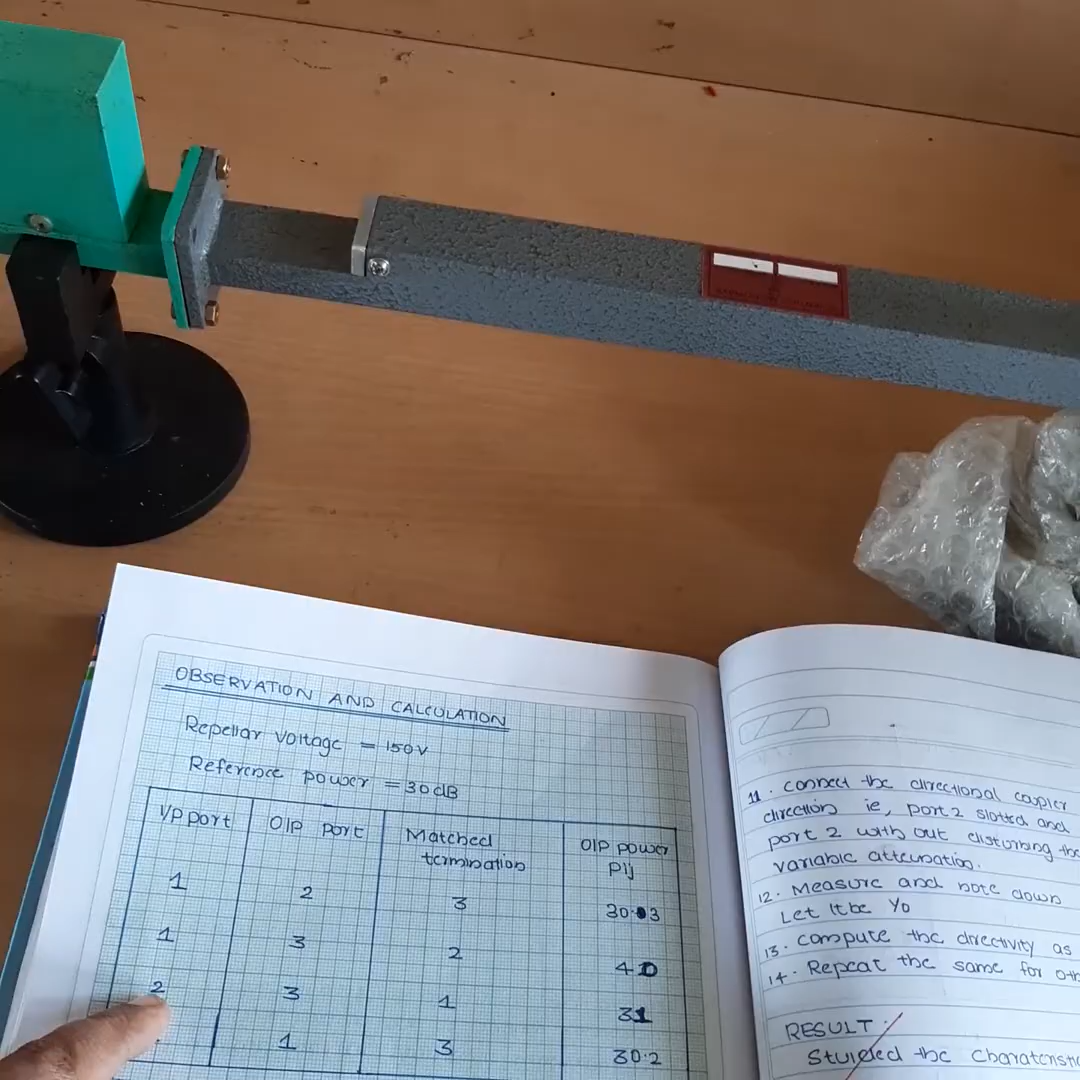 OBSERVATION AND CALCULATION
Repellar Voltage = 150V
Reference power = 30dB
I/P port O/P port Matched termination O/P power Pij
1 2 3 30.03
1 3 2 40
2 3 1 31
1 3 30.2
11. connect the directional coupler
direction ie, port 2 slotted and
port 2 with out disturbing the
variable attenuation.
12. Measure and note down
Let it be Yo
13. compute the directivity as
14. Repeat the same for oth
RESULT
Studied the